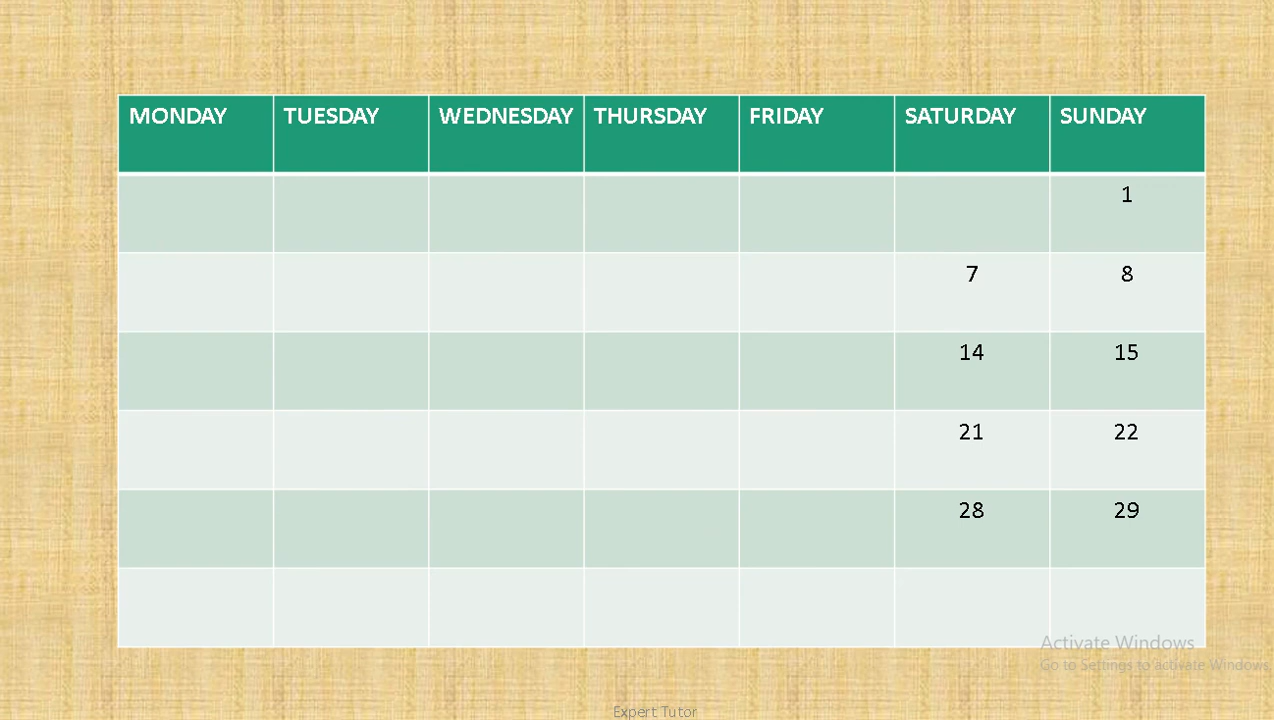 MONDAY TUESDAY WEDNESDAY THURSDAY FRIDAY SATURDAY SUNDAY
1
7 8
14 15
21 22
28 29
Activate Windows
Go to Settings to activate Windows.
Expert Tutor